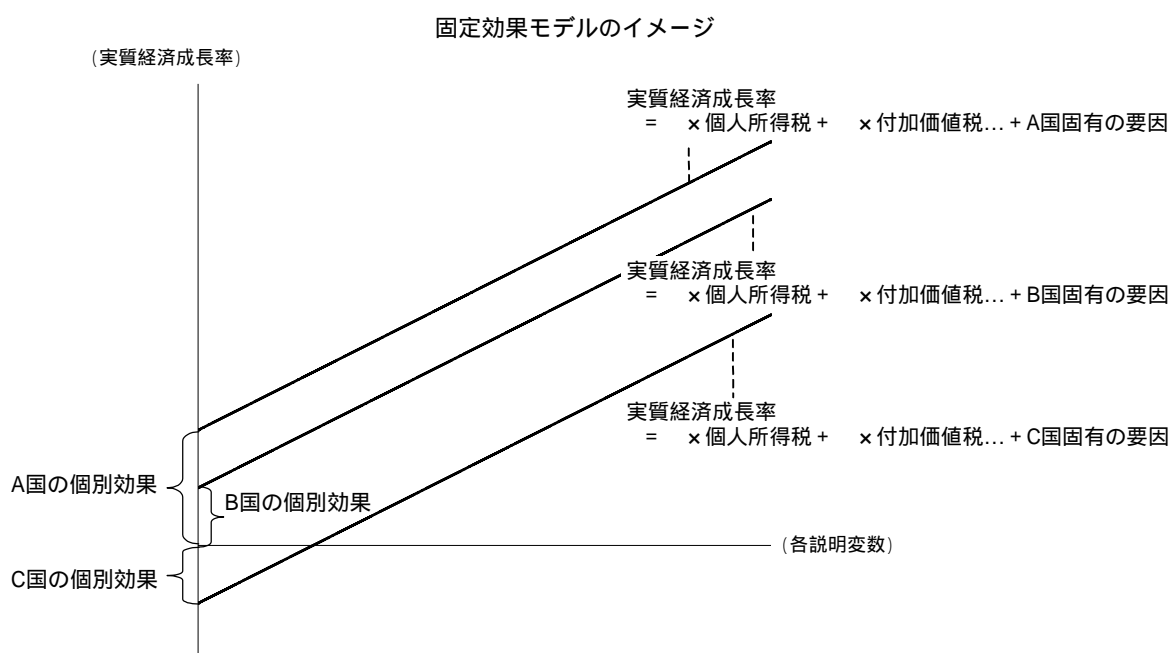 固定効果モデルのイメージ
(実質経済成長率)
実質経済成長率
= ×個人所得税+ ×付加価値税…+A国固有の要因
実質経済成長率
= ×個人所得税+ ×付加価値税…+B国固有の要因
実質経済成長率
= ×個人所得税+ ×付加価値税…+C国固有の要因
A国の個別効果
B国の個別効果
(各説明変数)
C国の個別効果